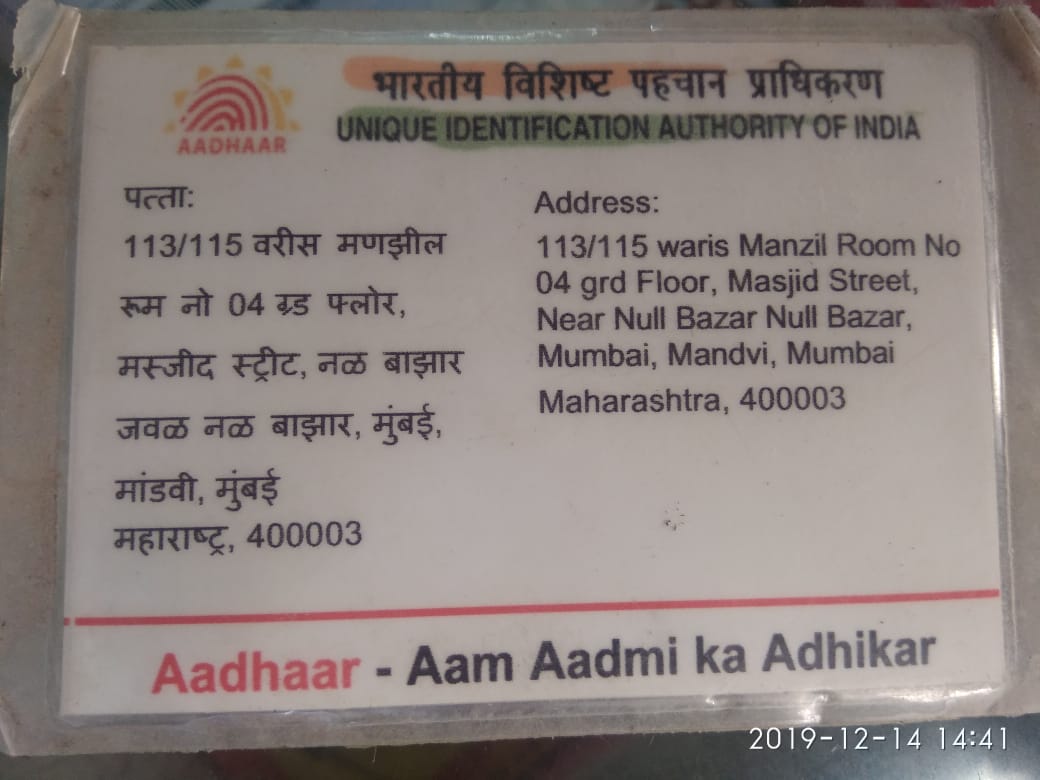 भारतीय विशिष्ट पहचान प्राधिकरण
UNIQUE IDENTIFICATION AUTHORITY OF INDIA
AADHAAR
पत्ता:
113/115 वरीस मणझील
रूम नो 04 ग्र्ड फ्लोर,
मस्जीद स्ट्रीट, नळ बाझार
जवळ नळ बाझार, मुंबई,
मांडवी, मुंबई
महाराष्ट्र, 400003
Address:
113/115 waris Manzil Room No
04 grd Floor, Masjid Street,
Near Null Bazar Null Bazar,
Mumbai, Mandvi, Mumbai
Maharashtra, 400003
Aadhaar - Aam Aadmi ka Adhikar
2019-12-14 14:41